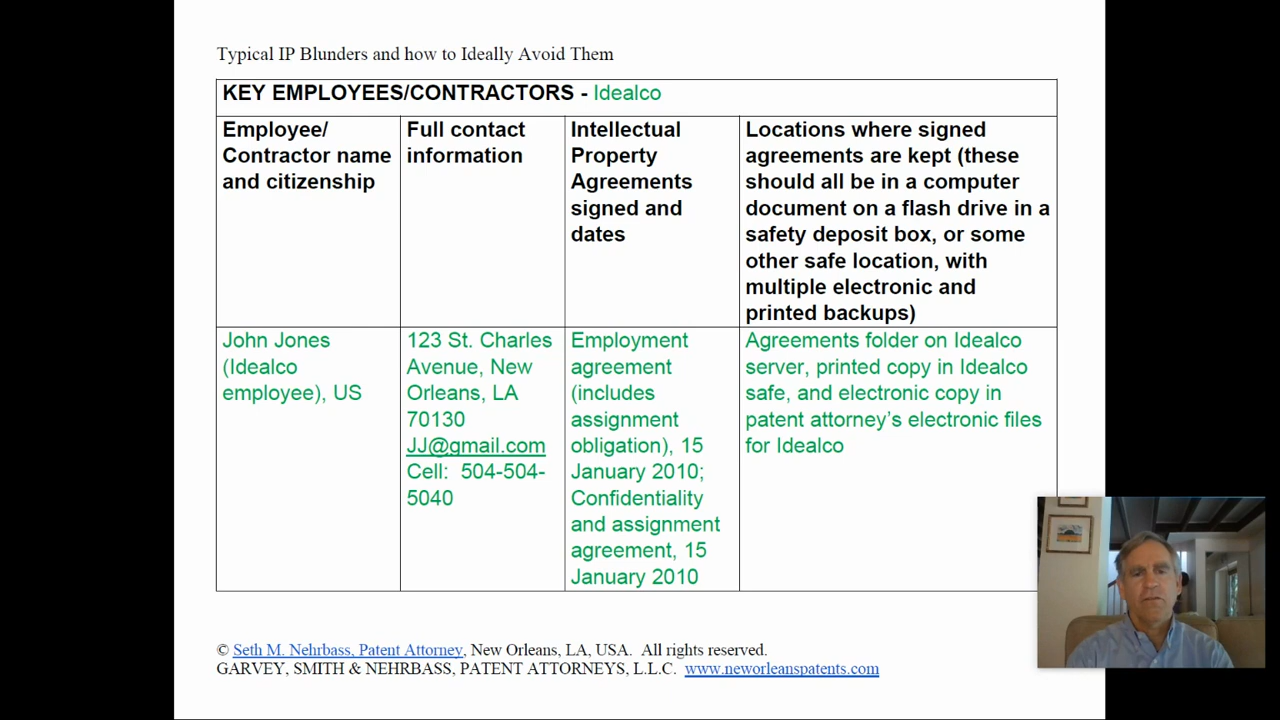 Typical IP Blunders and how to Ideally Avoid Them
KEY EMPLOYEES/CONTRACTORS - Idealco
Employee/
Contractor name
and citizenship
Full contact
information
Intellectual
Property
Agreements
signed and
dates
Locations where signed
agreements are kept (these
should all be in a computer
document on a flash drive in a
safety deposit box, or some
other safe location, with
multiple electronic and
printed backups)
John Jones
(Idealco
employee), US
123 St. Charles
Avenue, New
Orleans, LA
70130
JJ@gmail.com
Cell: 504-504-
5040
Employment
agreement
(includes
assignment
obligation), 15
January 2010;
Confidentiality
and assignment
agreement, 15
January 2010
Agreements folder on Idealco
server, printed copy in Idealco
safe, and electronic copy in
patent attorney's electronic files
for Idealco
© Seth M. Nehrbass, Patent Attorney, New Orleans, LA, USA. All rights reserved.
GARVEY, SMITH & NEHRBASS, PATENT ATTORNEYS, L.L.C. www.neworleanspatents.com